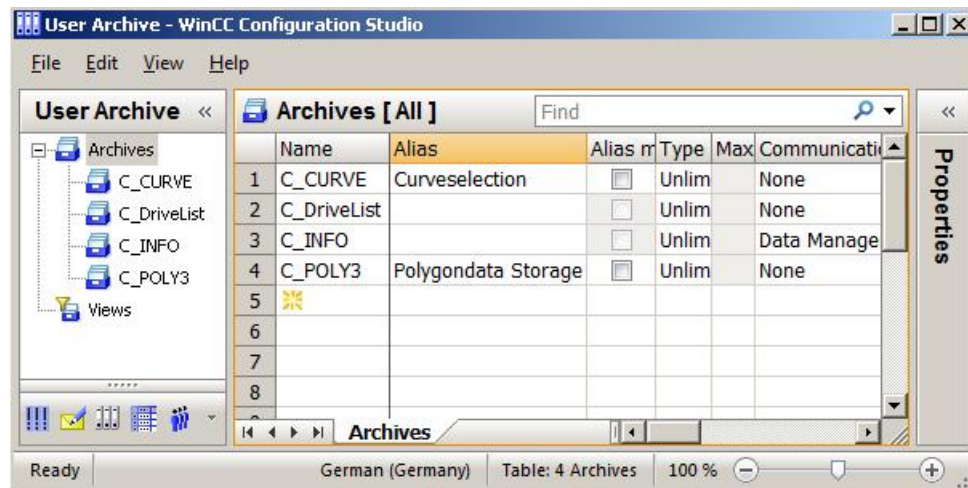 User Archive - WinCC Configuration Studio
File Edit View Help
User Archive «
Archives
C_CURVE
C_DriveList
C_INFO
C_POLY3
Views
Archives [ All ]
Find
Name Alias Alias m Type Max Communicati
1 C_CURVE Curveselection Unlim None
2 C_DriveList Unlim None
3 C_INFO Unlim Data Manage
4 C_POLY3 Polygondata Storage Unlim None
5
6
7
8
Archives
«
Properties
Ready German (Germany) Table: 4 Archives 100 %